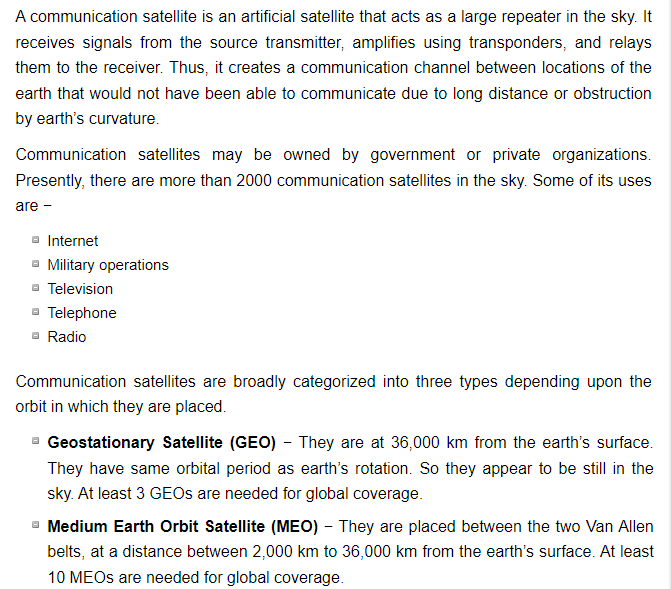 A communication satellite is an artificial satellite that acts as a large repeater in the sky. It
receives signals from the source transmitter, amplifies using transponders, and relays
them to the receiver. Thus, it creates a communication channel between locations of the
earth that would not have been able to communicate due to long distance or obstruction
by earth’s curvature.
Communication satellites may be owned by government or private organizations.
Presently, there are more than 2000 communication satellites in the sky. Some of its uses
are −
Internet
Military operations
Television
Telephone
Radio
Communication satellites are broadly categorized into three types depending upon the
orbit in which they are placed.
Geostationary Satellite (GEO) − They are at 36,000 km from the earth’s surface.
They have same orbital period as earth’s rotation. So they appear to be still in the
sky. At least 3 GEOs are needed for global coverage.
Medium Earth Orbit Satellite (MEO) − They are placed between the two Van Allen
belts, at a distance between 2,000 km to 36,000 km from the earth’s surface. At least
10 MEOs are needed for global coverage.